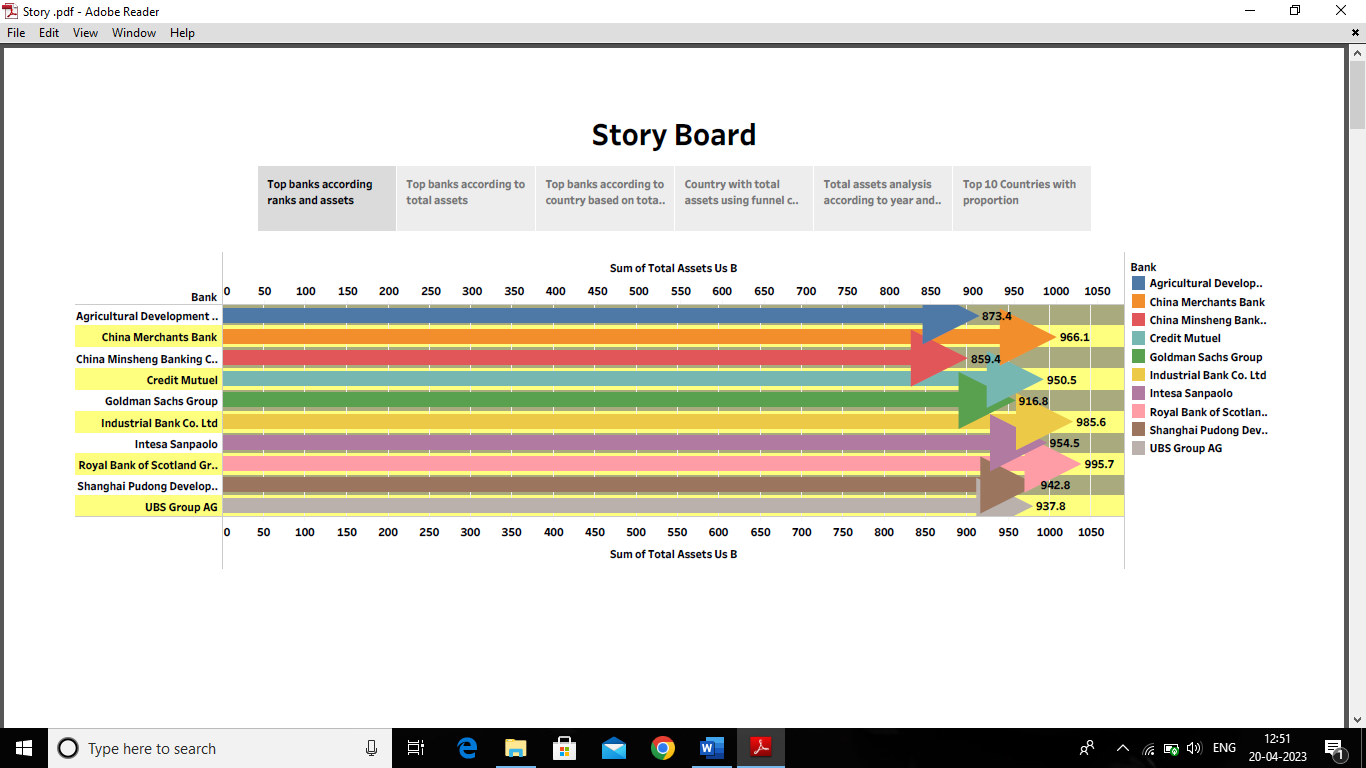 Story .pdf - Adobe Reader
File Edit View Window Help
Story Board
Top banks according
ranks and assets
Top banks according to
total assets
Top banks according to
country based on tota..
Country with total
assets using funnel c..
Total assets analysis
according to year and..
Top 10 Countries with
proportion
Sum of Total Assets Us B
Bank
0 50 100 150 200 250 300 350 400 450 500 550 600 650 700 750 800 850 900 950 1000 1050
Agricultural Development .. 873.4
China Merchants Bank 966.1
China Minsheng Banking C.. 859.4
Credit Mutuel 950.5
Goldman Sachs Group 916.8
Industrial Bank Co. Ltd 985.6
Intesa Sanpaolo 954.5
Royal Bank of Scotland Gr.. 995.7
Shanghai Pudong Develop.. 942.8
UBS Group AG 937.8
0 50 100 150 200 250 300 350 400 450 500 550 600 650 700 750 800 850 900 950 1000 1050
Sum of Total Assets Us B
Bank
Agricultural Develop..
China Merchants Bank
China Minsheng Bank..
Credit Mutuel
Goldman Sachs Group
Industrial Bank Co. Ltd
Intesa Sanpaolo
Royal Bank of Scotlan..
Shanghai Pudong Dev..
UBS Group AG
Type here to search
ENG
12:51
20-04-2023
1